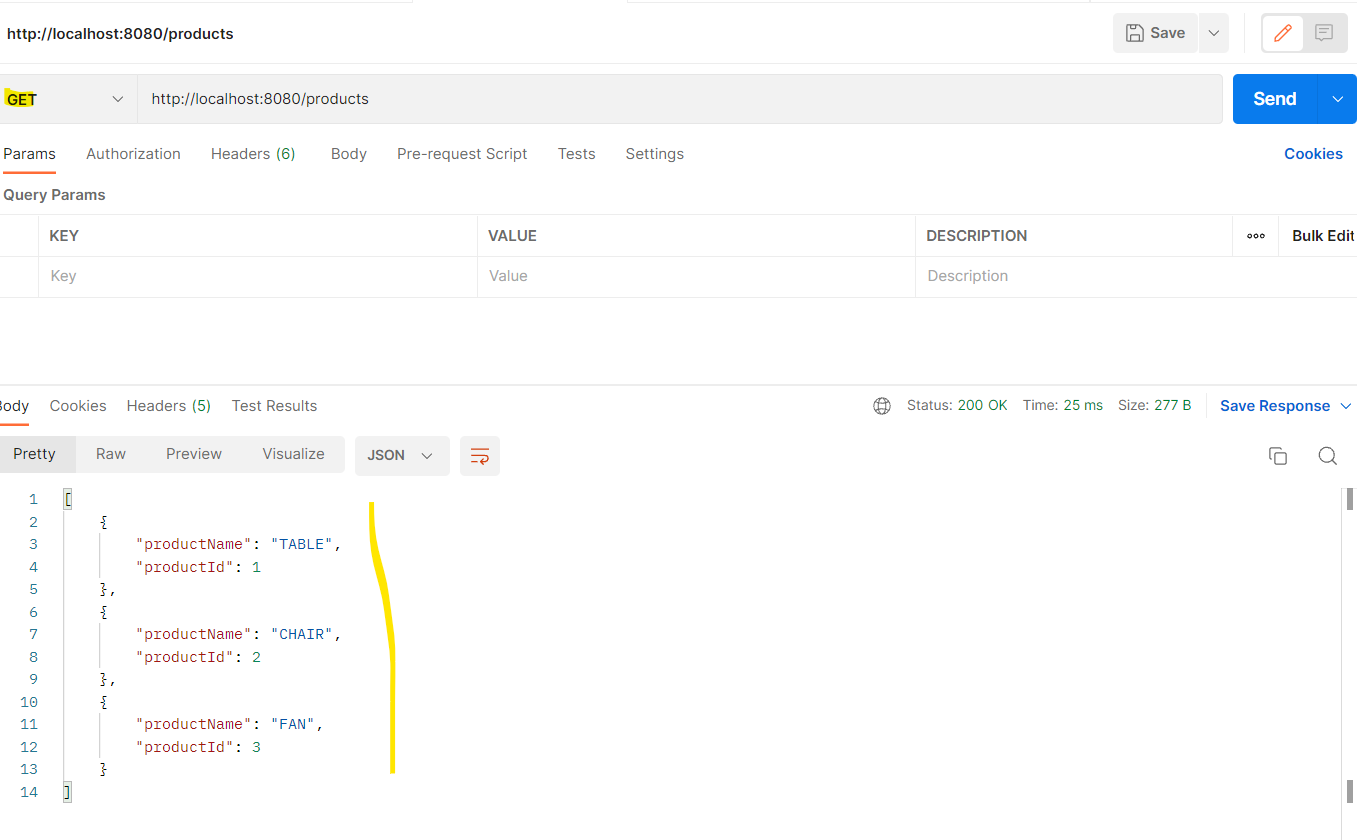 http://localhost:8080/products
Save
GET
http://localhost:8080/products
Send
Params Authorization Headers (6) Body Pre-request Script Tests Settings Cookies
Query Params
KEY VALUE DESCRIPTION ooo Bulk Edit
Key Value Description
Body Cookies Headers (5) Test Results Status: 200 OK Time: 25 ms Size: 277 B Save Response
Pretty Raw Preview Visualize JSON
1 [
2 {
3 "productName": "TABLE",
4 "productId": 1
5 },
6 {
7 "productName": "CHAIR",
8 "productId": 2
9 },
10 {
11 "productName": "FAN",
12 "productId": 3
13 }
14 ]